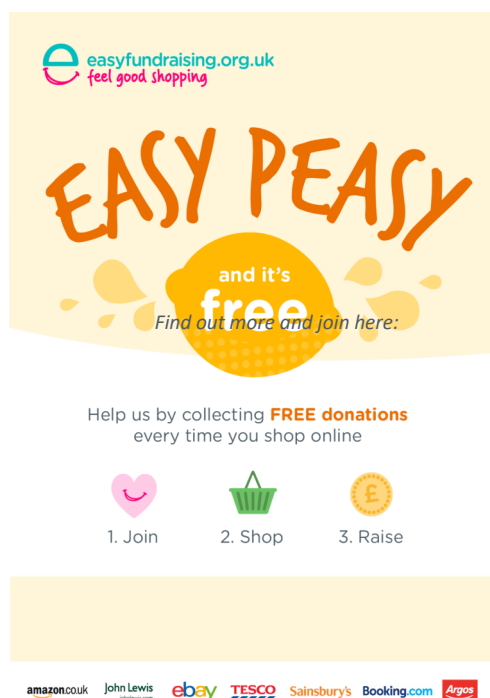 easyfundraising.org.uk
feel good shopping
EASY PEASY
and it's
free
Find out more and join here:
Help us by collecting FREE donations
every time you shop online
1. Join 2. Shop 3. Raise
amazon.co.uk John Lewis ebay TESCO Sainsbury's Booking.com Argos